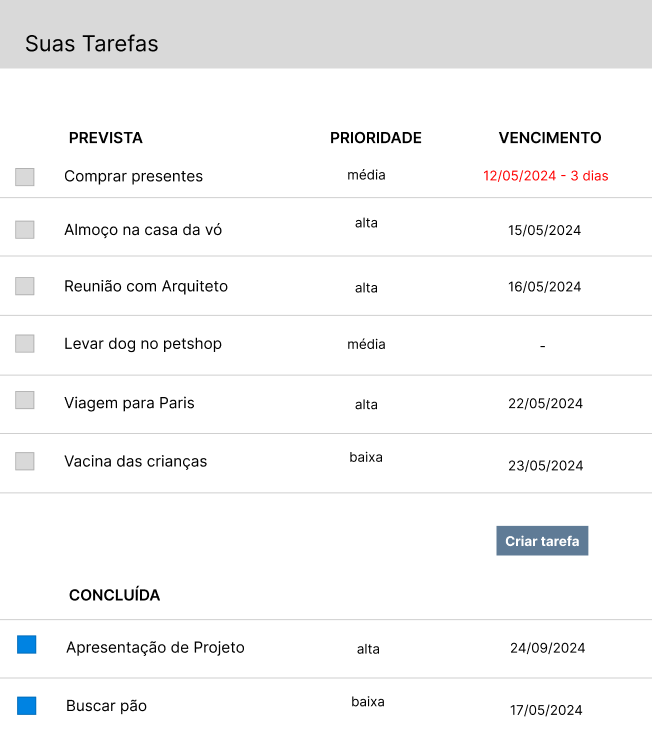 Suas Tarefas
PREVISTA PRIORIDADE VENCIMENTO
Comprar presentes média 12/05/2024 - 3 dias
Almoço na casa da vó alta 15/05/2024
Reunião com Arquiteto alta 16/05/2024
Levar dog no petshop média -
Viagem para Paris alta 22/05/2024
Vacina das crianças baixa 23/05/2024
Criar tarefa
CONCLUÍDA
Apresentação de Projeto alta 24/09/2024
Buscar pão baixa 17/05/2024